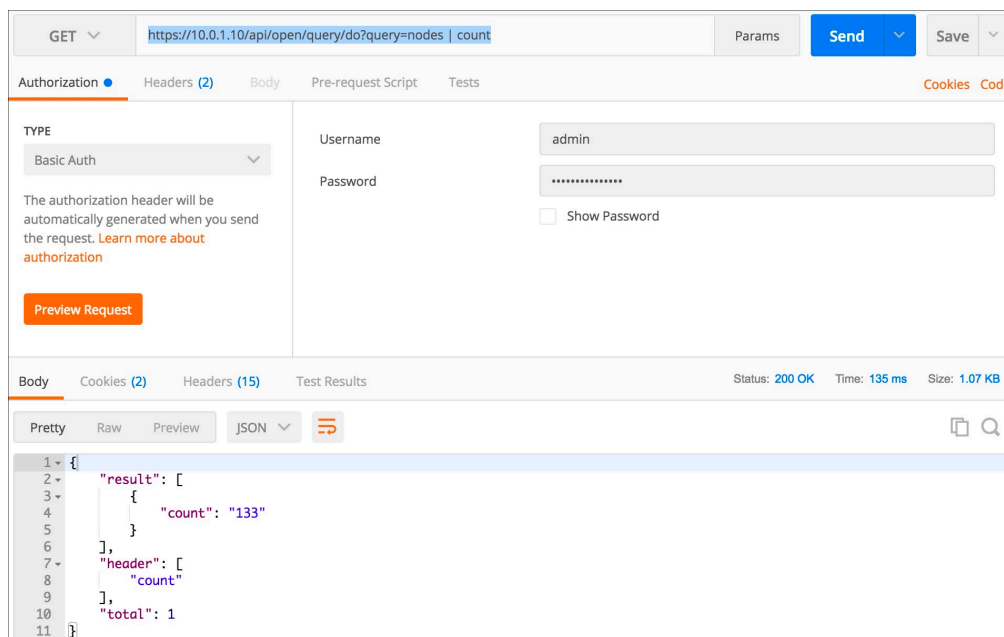 GET https://10.0.1.10/api/open/query/do?query=nodes | count Params Send Save
Authorization Headers (2) Body Pre-request Script Tests Cookies Cod
TYPE
Basic Auth
The authorization header will be
automatically generated when you send
the request. Learn more about
authorization
Preview Request
Username admin
Password •••••••••••••••
Show Password
Body Cookies (2) Headers (15) Test Results Status: 200 OK Time: 135 ms Size: 1.07 KB
Pretty Raw Preview JSON
1 {
2 "result": [
3 {
4 "count": "133"
5 }
6 ],
7 "header": [
8 "count"
9 ],
10 "total": 1
11 }